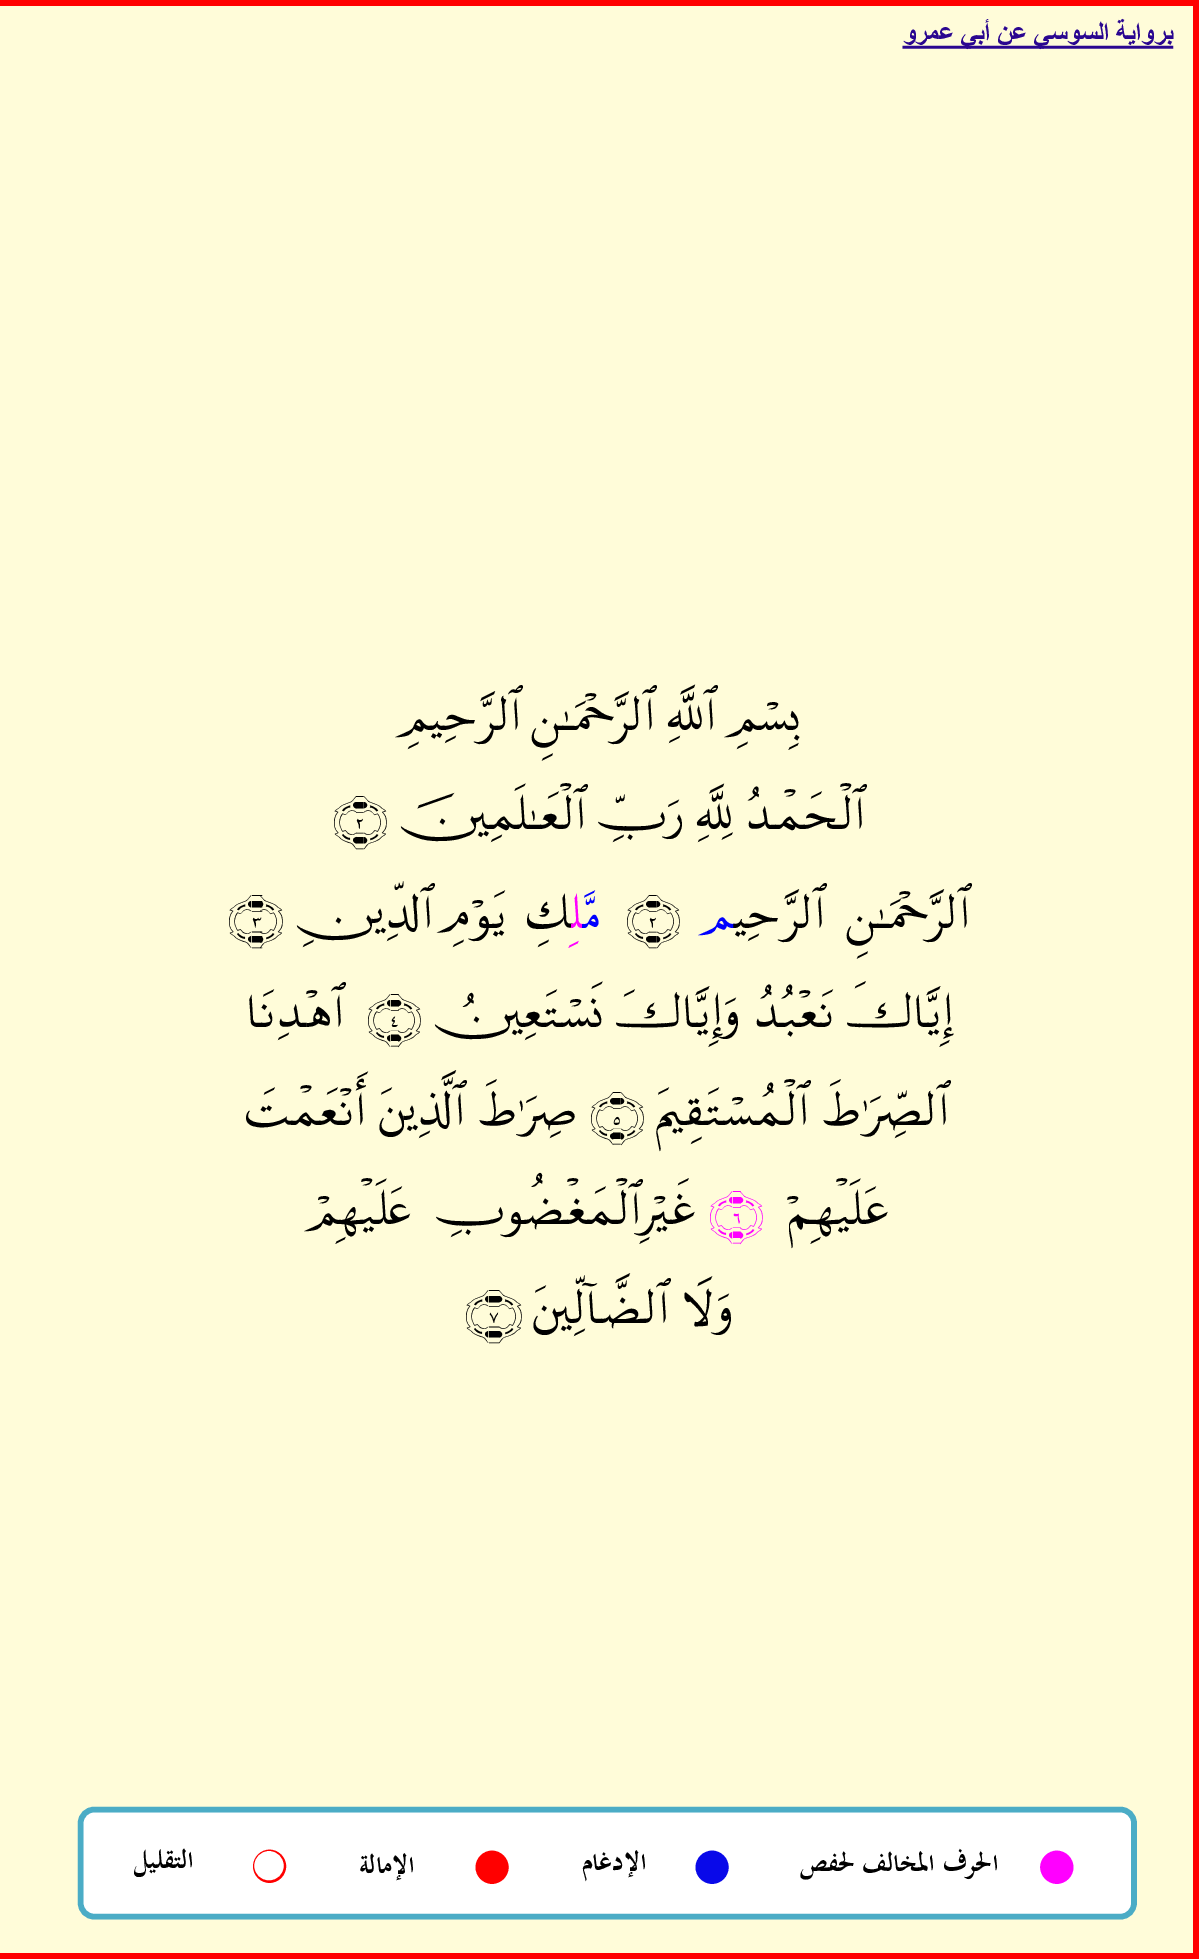 برواية السوسي عن أبي عمرو
بِسْمِ ٱللَّهِ ٱلرَّحْمَـٰنِ ٱلرَّحِيمِ
ٱلْحَمْدُ لِلَّهِ رَبِّ ٱلْعَـٰلَمِينَ ٢
ٱلرَّحْمَـٰنِ ٱلرَّحِيم ٢ مَّلِكِ يَوْمِ ٱلدِّينِ ٣
إِيَّاكَ نَعْبُدُ وَإِيَّاكَ نَسْتَعِينُ ٤ ٱهْدِنَا
ٱلصِّرَٰطَ ٱلْمُسْتَقِيمَ ٥ صِرَٰطَ ٱلَّذِينَ أَنْعَمْتَ
عَلَيْهِمْ ٦ غَيْرِ ٱلْمَغْضُوبِ عَلَيْهِمْ
وَلَا ٱلضَّآلِّينَ ٧
الحرف المخالف لحفص الإدغام الإمالة التقليل